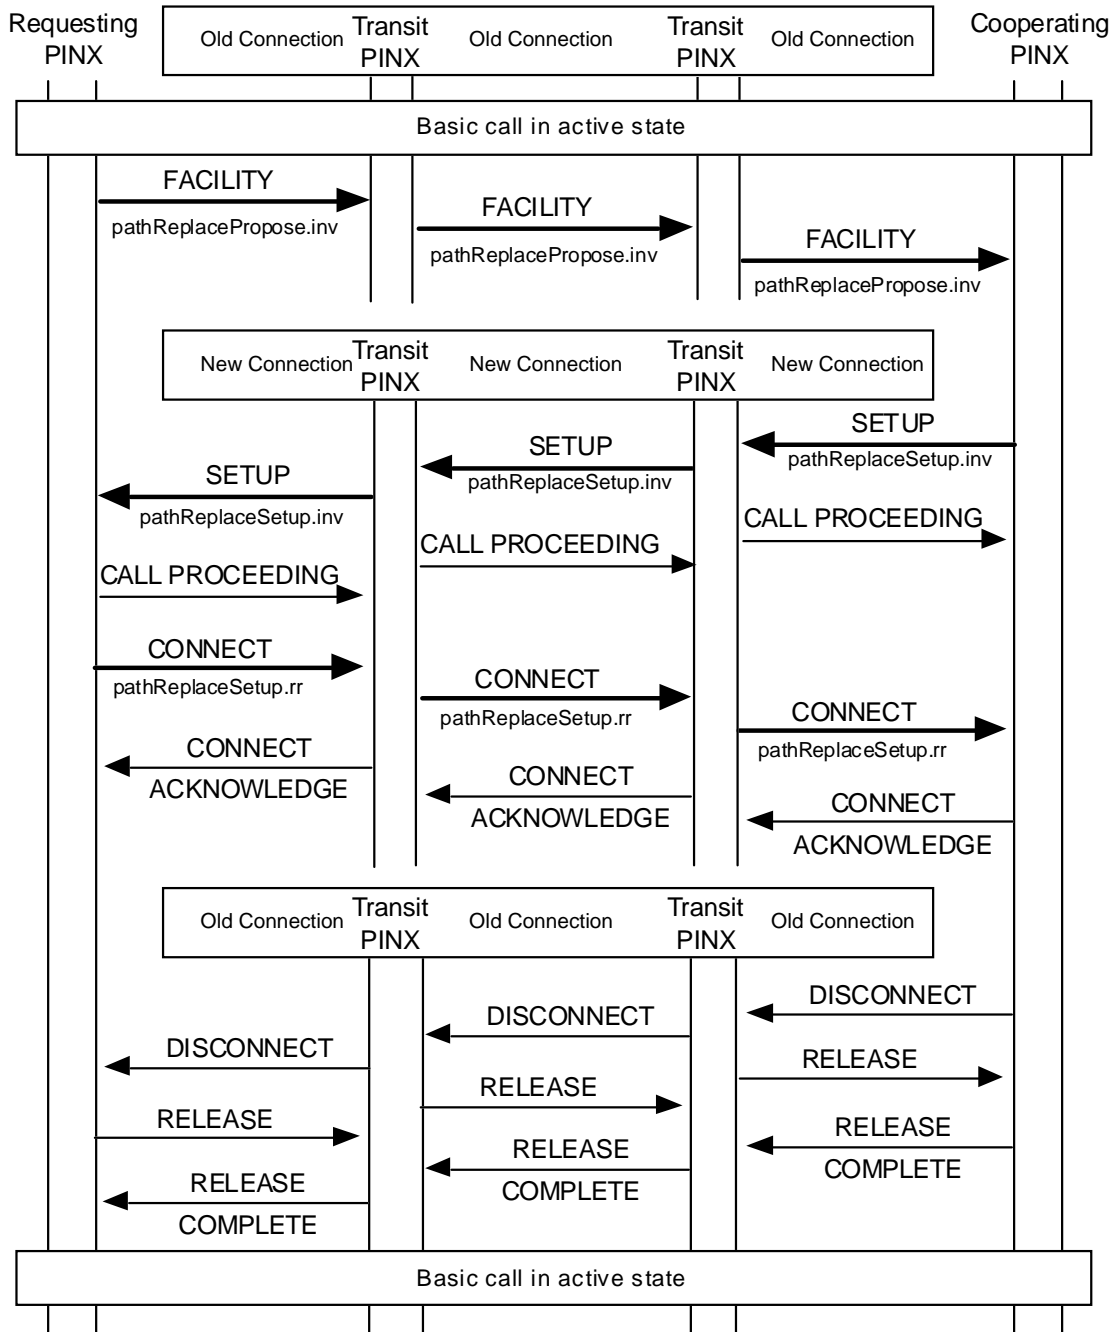 Requesting
PINX
Old Connection
Transit
PINX
Old Connection
Transit
PINX
Old Connection
Cooperating
PINX
Basic call in active state
FACILITY
pathReplacePropose.inv
FACILITY
pathReplacePropose.inv
FACILITY
pathReplacePropose.inv
New Connection
Transit
PINX
New Connection
Transit
PINX
New Connection
SETUP
pathReplaceSetup.inv
SETUP
pathReplaceSetup.inv
SETUP
pathReplaceSetup.inv
CALL PROCEEDING
CALL PROCEEDING
CALL PROCEEDING
CONNECT
pathReplaceSetup.rr
CONNECT
pathReplaceSetup.rr
CONNECT
pathReplaceSetup.rr
CONNECT
ACKNOWLEDGE
CONNECT
ACKNOWLEDGE
CONNECT
ACKNOWLEDGE
Old Connection
Transit
PINX
Old Connection
Transit
PINX
Old Connection
DISCONNECT
DISCONNECT
DISCONNECT
RELEASE
RELEASE
RELEASE
RELEASE
COMPLETE
RELEASE
COMPLETE
RELEASE
COMPLETE
Basic call in active state